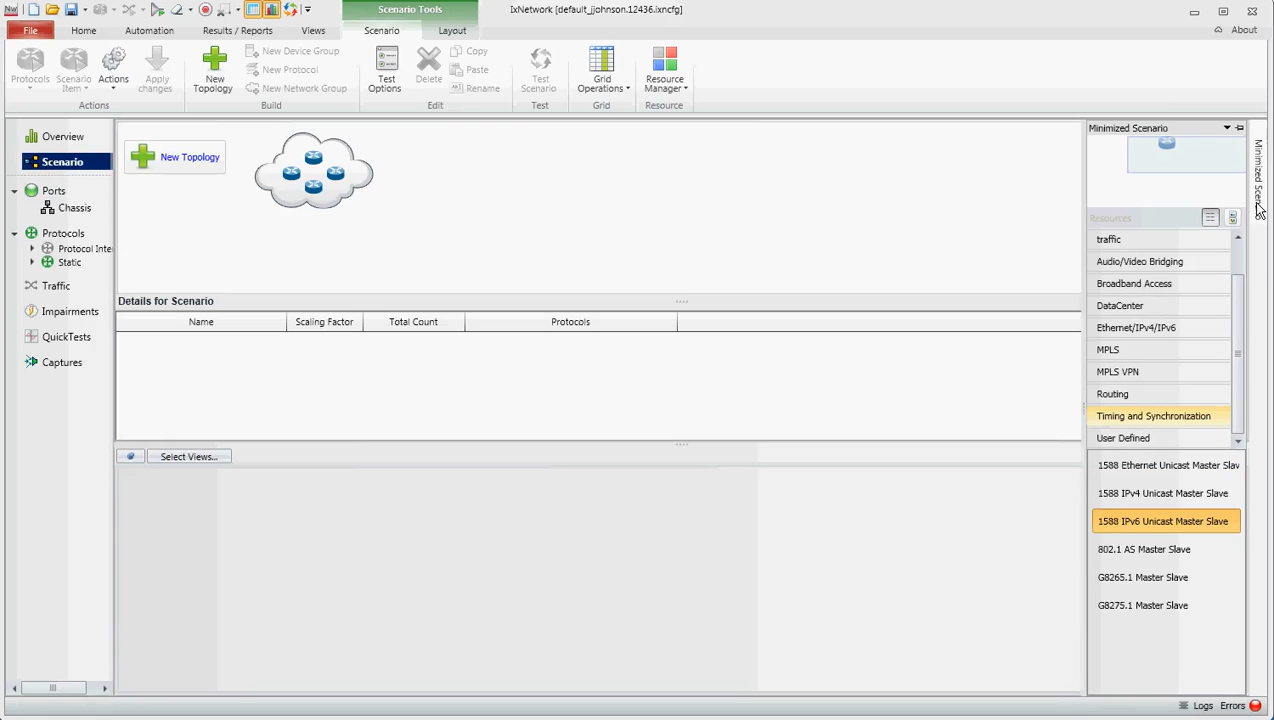 Nw
Scenario Tools
IxNetwork [default_jjohnson.12436.ixncfg]
File
Home
Automation
Results / Reports
Views
Scenario
Layout
About
Protocols
Scenario Item
Actions
Apply changes
New Topology
New Device Group
New Protocol
New Network Group
Test Options
Delete
Copy
Paste
Rename
Test Scenario
Grid Operations
Resource Manager
Actions
Build
Edit
Test
Grid
Resource
Overview
Scenario
Ports
Chassis
Protocols
Protocol Inte
Static
Traffic
Impairments
QuickTests
Captures
New Topology
Details for Scenario
Name
Scaling Factor
Total Count
Protocols
Select Views...
Minimized Scenario
Minimized Scen
Resources
traffic
Audio/Video Bridging
Broadband Access
DataCenter
Ethernet/IPv4/IPv6
MPLS
MPLS VPN
Routing
Timing and Synchronization
User Defined
1588 Ethernet Unicast Master Slav
1588 IPv4 Unicast Master Slave
1588 IPv6 Unicast Master Slave
802.1 AS Master Slave
G8265.1 Master Slave
G8275.1 Master Slave
Logs
Errors